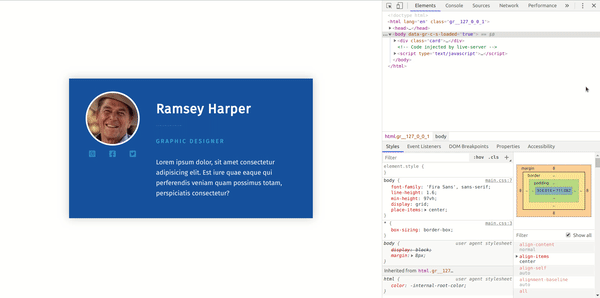 Ramsey Harper
GRAPHIC DESIGNER
Lorem ipsum dolor, sit amet consectetur
adipisicing elit. Est iure quae eaque qui
perferendis veniam quam possimus totam,
perspiciatis consectetur?
Elements Console Sources Network Performance »
<!doctype html>
<html lang="en" class="gr__127_0_0_1">
▶<head>…</head>
▼<body data-gr-c-s-loaded="true"> == $0
▶<div class="card">…</div>
<!-- Code injected by live-server -->
▶<script type="text/javascript">…</script>
</body>
</html>
html.gr__127_0_0_1 body
Styles Event Listeners DOM Breakpoints Properties Accessibility
Filter :hov .cls +
element.style {
}
body { main.css:7
font-family: 'Fira Sans', sans-serif;
line-height: 1.6;
min-height: 97vh;
display: grid;
place-items:▶ center;
}
* { main.css:2
box-sizing: border-box;
}
body { user agent stylesheet
display: block;
margin:▶ 8px;
}
Inherited from html.gr__127…
html { user agent stylesheet
color: -internal-root-color;
}
margin 8
border -
padding -
8
Filter Show all
align-content
normal
▶align-items
center
align-self
auto
alignment-baseline
auto
all